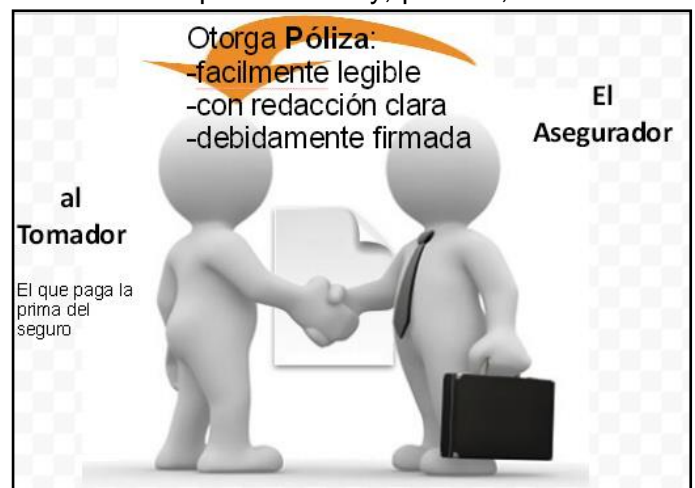 Otorga Póliza:
-facilmente legible
-con redacción clara
-debidamente firmada
El
Asegurador
al
Tomador
El que paga la
prima del
seguro